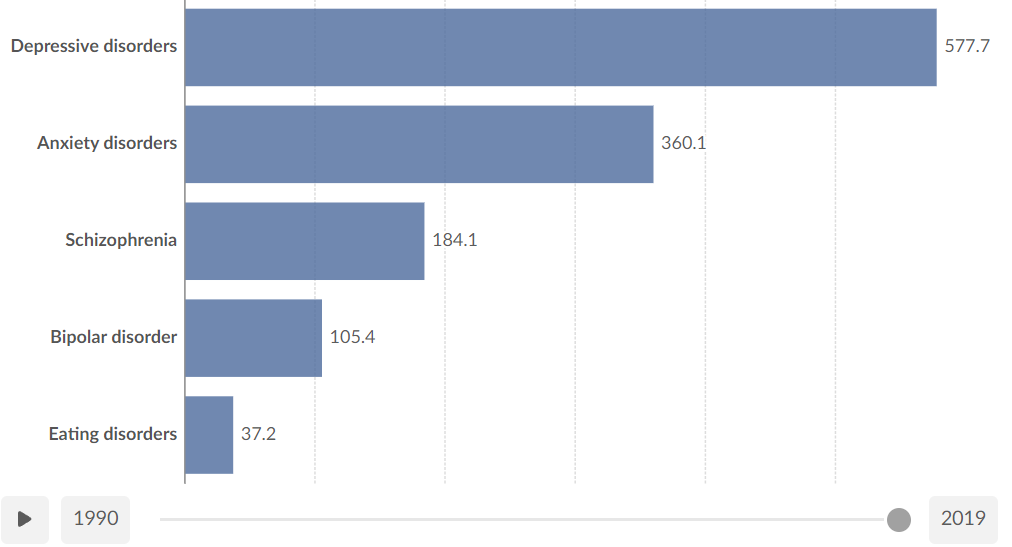 Depressive disorders 577.7
Anxiety disorders 360.1
Schizophrenia 184.1
Bipolar disorder 105.4
Eating disorders 37.2
1990 2019